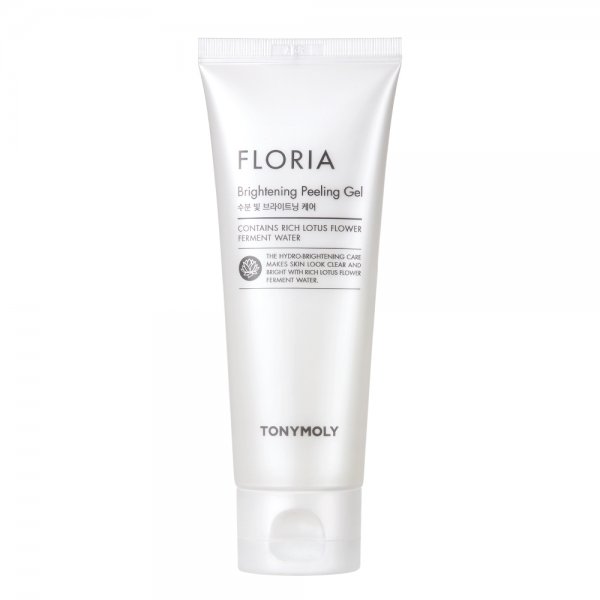 FLORIA
Brightening Peeling Gel
수분 빛 브라이트닝 케어
CONTAINS RICH LOTUS FLOWER
FERMENT WATER
THE HYDRO-BRIGHTENING CARE
MAKES SKIN LOOK CLEAR AND
BRIGHT WITH RICH LOTUS FLOWER
FERMENT WATER.
TONYMOLY